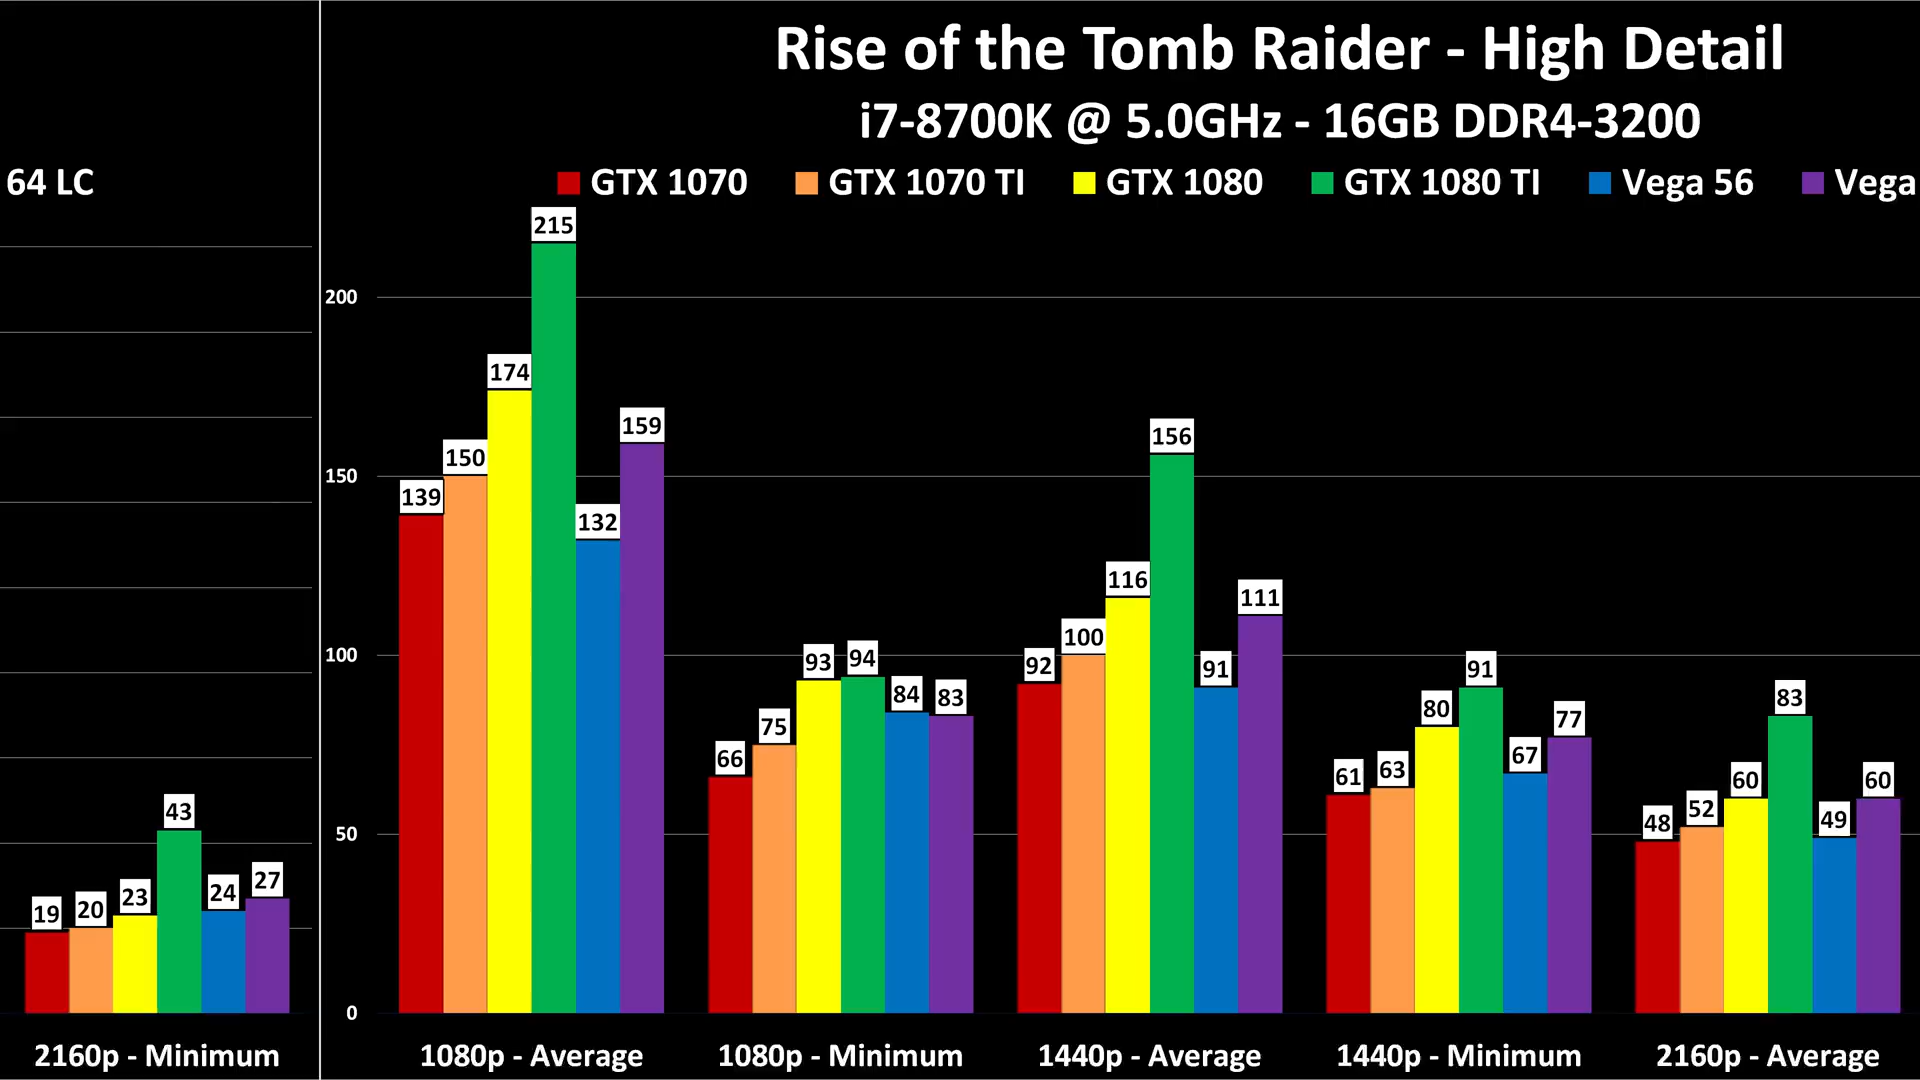 64 LC
43
27
24
23
20
19
2160p - Minimum
Rise of the Tomb Raider - High Detail
i7-8700K @ 5.0GHz - 16GB DDR4-3200
GTX 1070 GTX 1070 TI GTX 1080 GTX 1080 TI Vega 56 Vega
200
150
100
50
0
139 150 174 215 132 159
66 75 93 94 84 83
92 100 116 156 91 111
61 63 80 91 67 77
48 52 60 83 49 60
1080p - Average 1080p - Minimum 1440p - Average 1440p - Minimum 2160p - Average